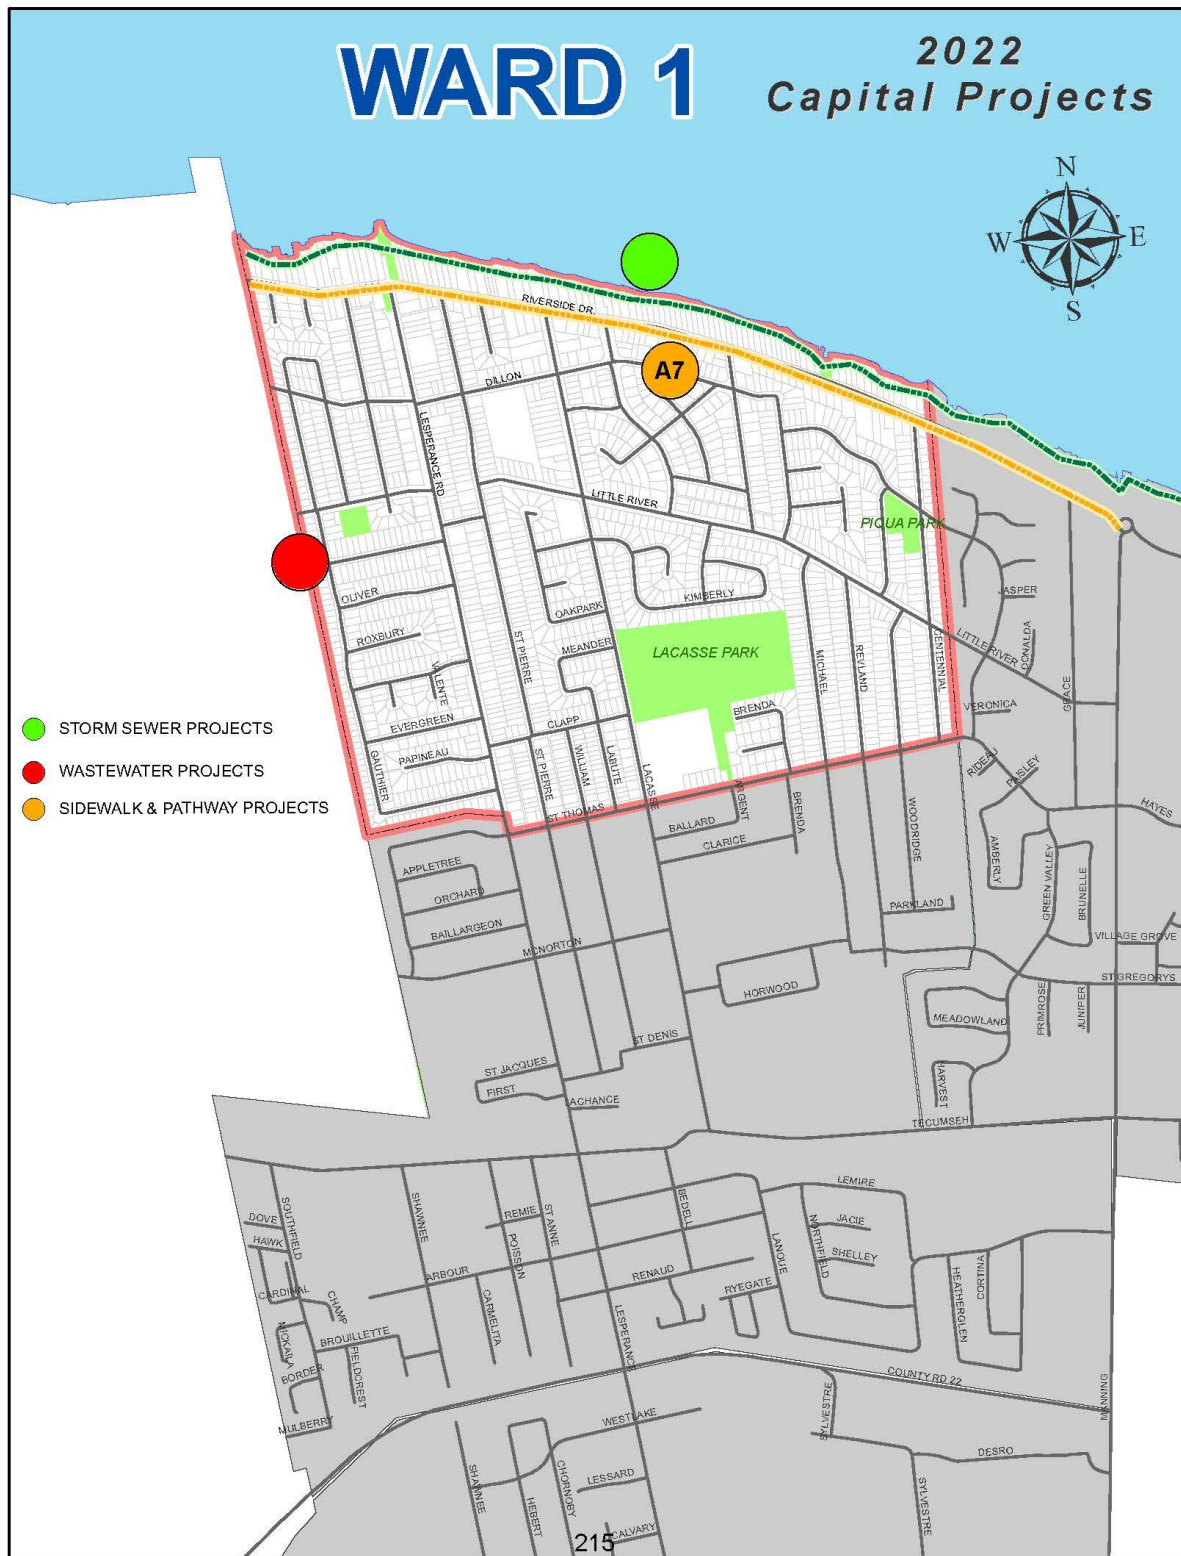 WARD 1
2022
Capital Projects
N
W
E
S
RIVERSIDE DR.
A7
DILLON
LESPERANCE RD
LITTLE RIVER
PIQUA PARK
OLIVER
ROXBURY
OAKPARK
KIMBERLY
JASPER
DONALDA
LITTLE RIVER
CENTENNIAL
ST PIERRE
MEANDER
LACASSE PARK
MICHAEL
REVLAND
VALENTE
GRACE
VERONICA
EVERGREEN
CLAPP
BRENDA
STORM SEWER PROJECTS
WASTEWATER PROJECTS
SIDEWALK & PATHWAY PROJECTS
PAPINEAU
GAUTHIER
ST PIERRE
WILLIAM
LABUTE
LACASSE
RIDEAU
PAISLEY
ST THOMAS
ARGENT
BRENDA
BALLARD
CLARICE
WOODRIDGE
HAYES
AMBERLY
GREEN VALLEY
BRUNELLE
APPLETREE
ORCHARD
BAILLARGEON
MCNORTON
PARKLAND
VILLAGE GROVE
ST GREGORYS
HORWOOD
MEADOWLAND
PRIMROSE
JUNIPER
ST DENIS
ST JACQUES
FIRST
LACHANCE
HARVEST
TECUMSEH
DOVE
HAWK
SOUTHFIELD
SHAWNEE
REMIE
ST ANNE
POISSON
BEDELL
LEMIRE
JACIE
NORTHFIELD
SHELLEY
LANOUE
ARBOUR
RENAUD
RYEGATE
CARDINAL
CHAMP
CARMELITA
LESPERANCE
HEATHERGLEN
CORTINA
MICKAILA
BROUILLETTE
BORDER
FIELDCREST
MULBERRY
COUNTY RD 22
MANNING
SYLVESTRE
WESTLAKE
DESRO
SHAWNEE
HEBERT
CHORNOBY
LESSARD
SYLVESTRE
CALVARY
215